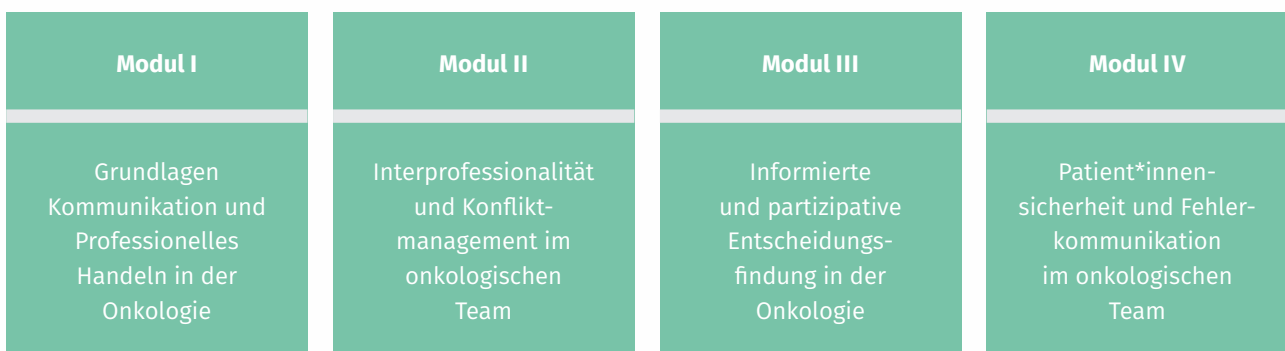 Modul I
Grundlagen
Kommunikation und
Professionelles
Handeln in der
Onkologie
Modul II
Interprofessionalität
und Konflikt-
management im
onkologischen
Team
Modul III
Informierte
und partizipative
Entscheidungs-
findung in der
Onkologie
Modul IV
Patient*innen-
sicherheit und Fehler-
kommunikation
im onkologischen
Team